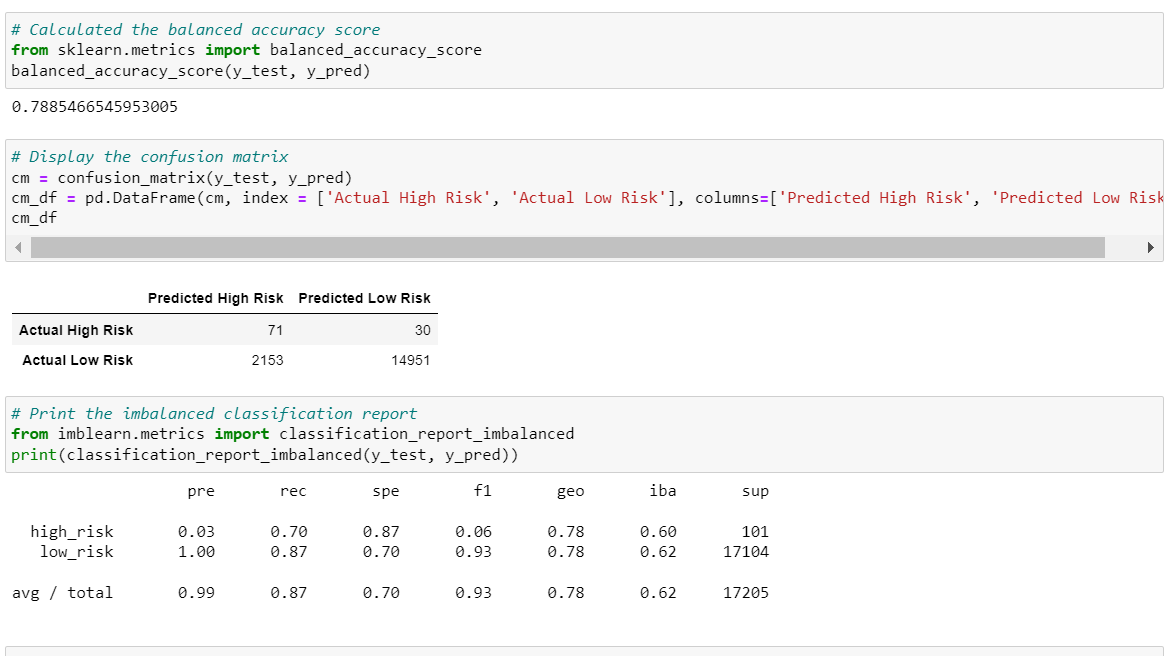 # Calculated the balanced accuracy score
from sklearn.metrics import balanced_accuracy_score
balanced_accuracy_score(y_test, y_pred)
0.7885466545953005
# Display the confusion matrix
cm = confusion_matrix(y_test, y_pred)
cm_df = pd.DataFrame(cm, index = ['Actual High Risk', 'Actual Low Risk'], columns=['Predicted High Risk', 'Predicted Low Risk
cm_df
Predicted High Risk Predicted Low Risk
Actual High Risk 71 30
Actual Low Risk 2153 14951
# Print the imbalanced classification report
from imblearn.metrics import classification_report_imbalanced
print(classification_report_imbalanced(y_test, y_pred))
pre rec spe f1 geo iba sup
high_risk 0.03 0.70 0.87 0.06 0.78 0.60 101
low_risk 1.00 0.87 0.70 0.93 0.78 0.62 17104
avg / total 0.99 0.87 0.70 0.93 0.78 0.62 17205